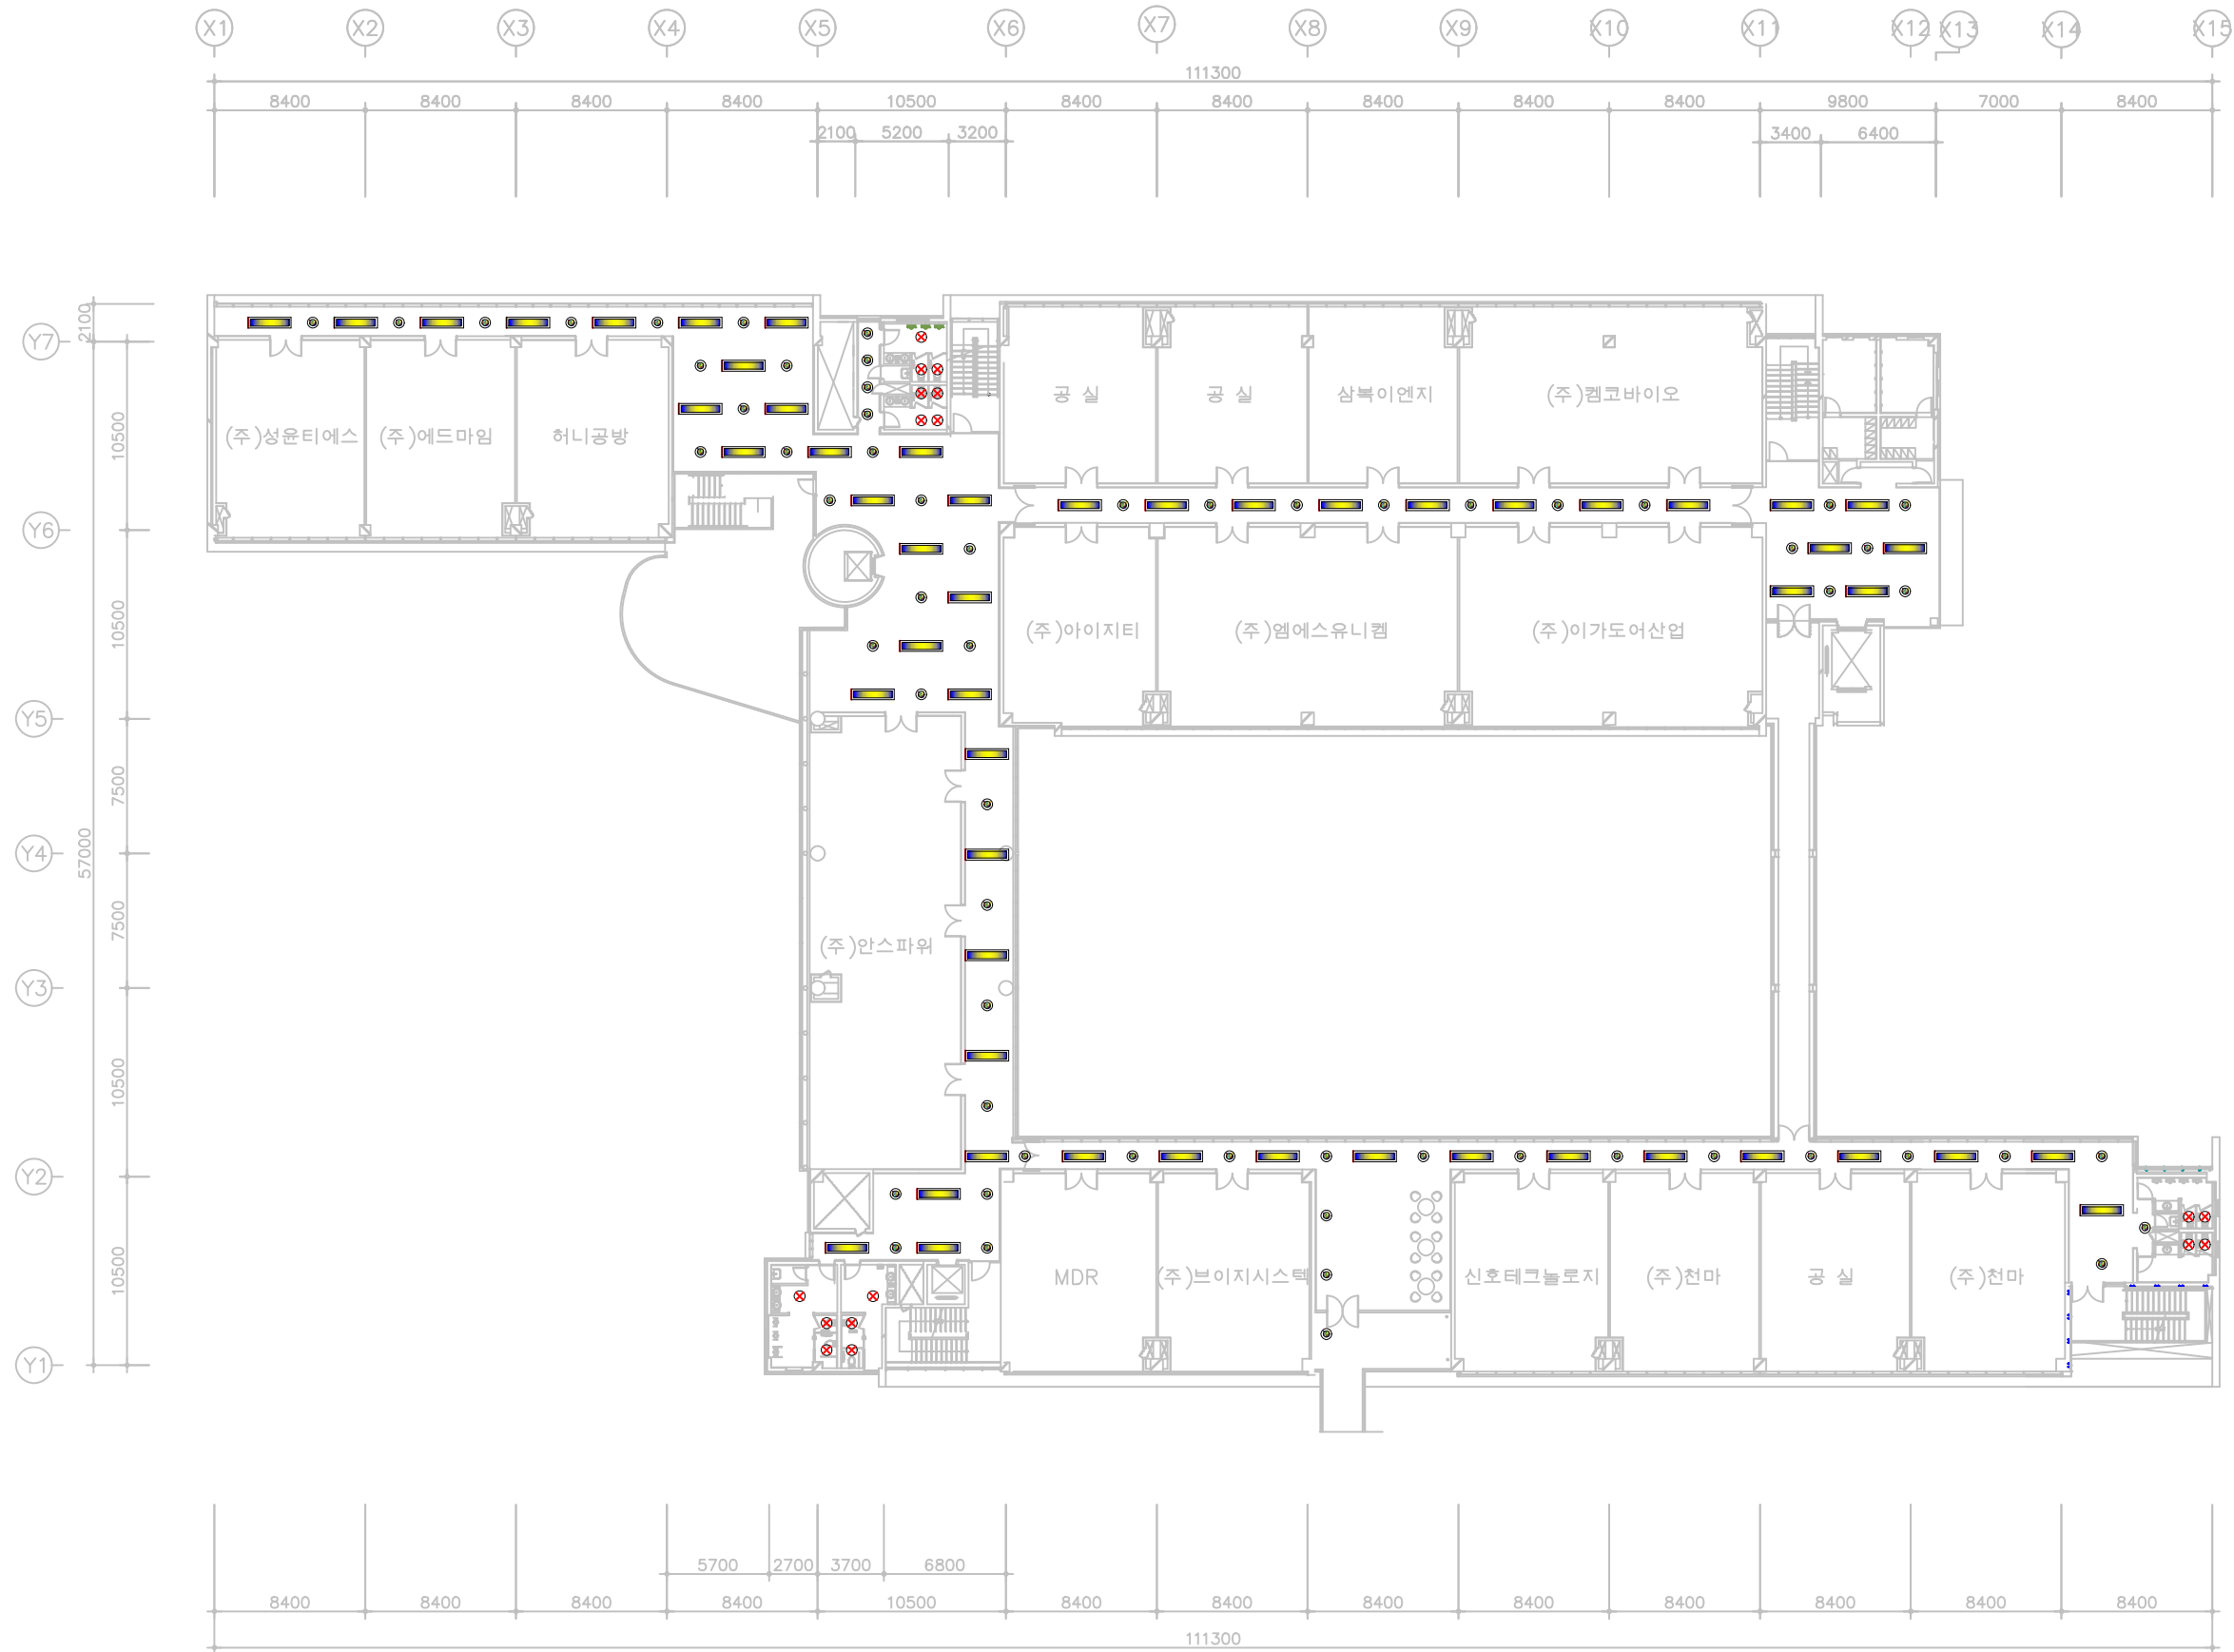 X1 X2 X3 X4 X5 X6 X7 X8 X9 X10 X11 X12 X13 X14 X15
111300
8400 8400 8400 8400 10500 8400 8400 8400 8400 8400 9800 7000 8400
2100 5200 3200 3400 6400
Y7
Y6
Y5
Y4
Y3
Y2
Y1
2100
10500
10500
7500
7500
10500
10500
57000
공 실
공 실
삼복이엔지
(주)켐코바이오
(주)성윤티에스
(주)에드마임
허니공방
(주)아이지티
(주)엠에스유니켐
(주)이가도어산업
(주)안스파워
MDR
(주)브이지시스텍
신호테크놀로지
(주)천마
공 실
(주)천마
5700 2700 3700 6800
8400 8400 8400 8400 10500 8400 8400 8400 8400 8400 8400 8400 8400
111300